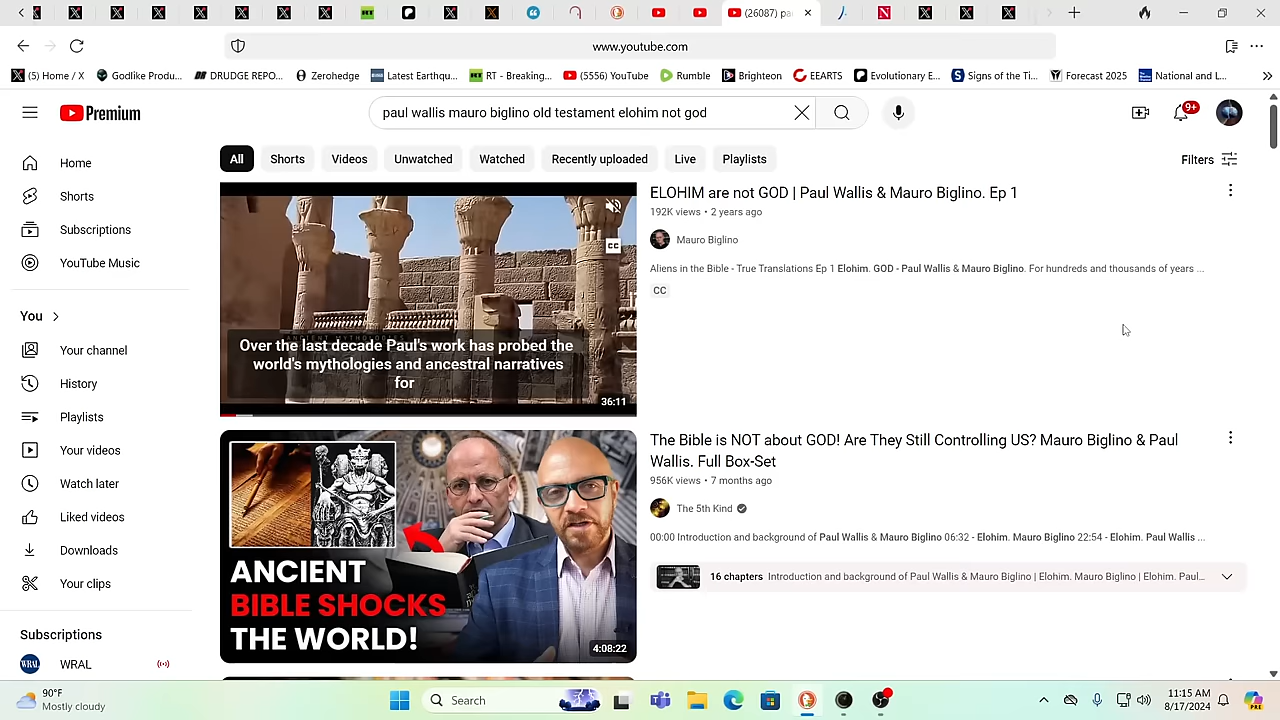 (26087) pa
www.youtube.com
(5) Home / X
Godlike Produ...
DRUDGE REPO...
Zerohedge
Latest Earthqu...
RT - Breaking...
(5556) YouTube
Rumble
Brighteon
EEARTS
Evolutionary E...
Signs of the Ti...
Forecast 2025
National and L...
Premium
paul wallis mauro biglino old testament elohim not god
9+
All
Shorts
Videos
Unwatched
Watched
Recently uploaded
Live
Playlists
Filters
Home
Shorts
Subscriptions
YouTube Music
You
Your channel
History
Playlists
Your videos
Watch later
Liked videos
Downloads
Your clips
Subscriptions
WRAL
CC
Over the last decade Paul's work has probed the
world's mythologies and ancestral narratives
for
36:11
ELOHIM are not GOD | Paul Wallis & Mauro Biglino. Ep 1
192K views • 2 years ago
Mauro Biglino
Aliens in the Bible - True Translations Ep 1 Elohim. GOD - Paul Wallis & Mauro Biglino. For hundreds and thousands of years ...
CC
ANCIENT
BIBLE SHOCKS
THE WORLD!
4:08:22
The Bible is NOT about GOD! Are They Still Controlling US? Mauro Biglino & Paul
Wallis. Full Box-Set
956K views • 7 months ago
The 5th Kind
00:00 Introduction and background of Paul Wallis & Mauro Biglino 06:32 - Elohim. Mauro Biglino 22:54 - Elohim. Paul Wallis ...
16 chapters Introduction and background of Paul Wallis & Mauro Biglino | Elohim. Mauro Biglino | Elohim. Paul...
90°F
Mostly cloudy
Search
11:15 AM
8/17/2024